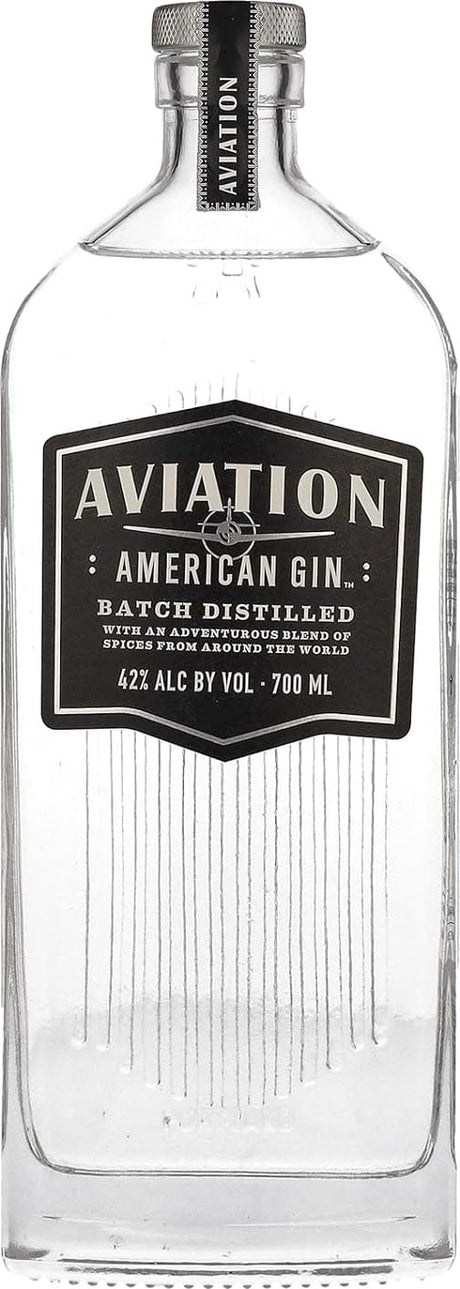 AVIATION
AVIATION
: AMERICAN GIN™ :
BATCH DISTILLED
WITH AN ADVENTUROUS BLEND OF
SPICES FROM AROUND THE WORLD
42% ALC BY VOL · 700 ML